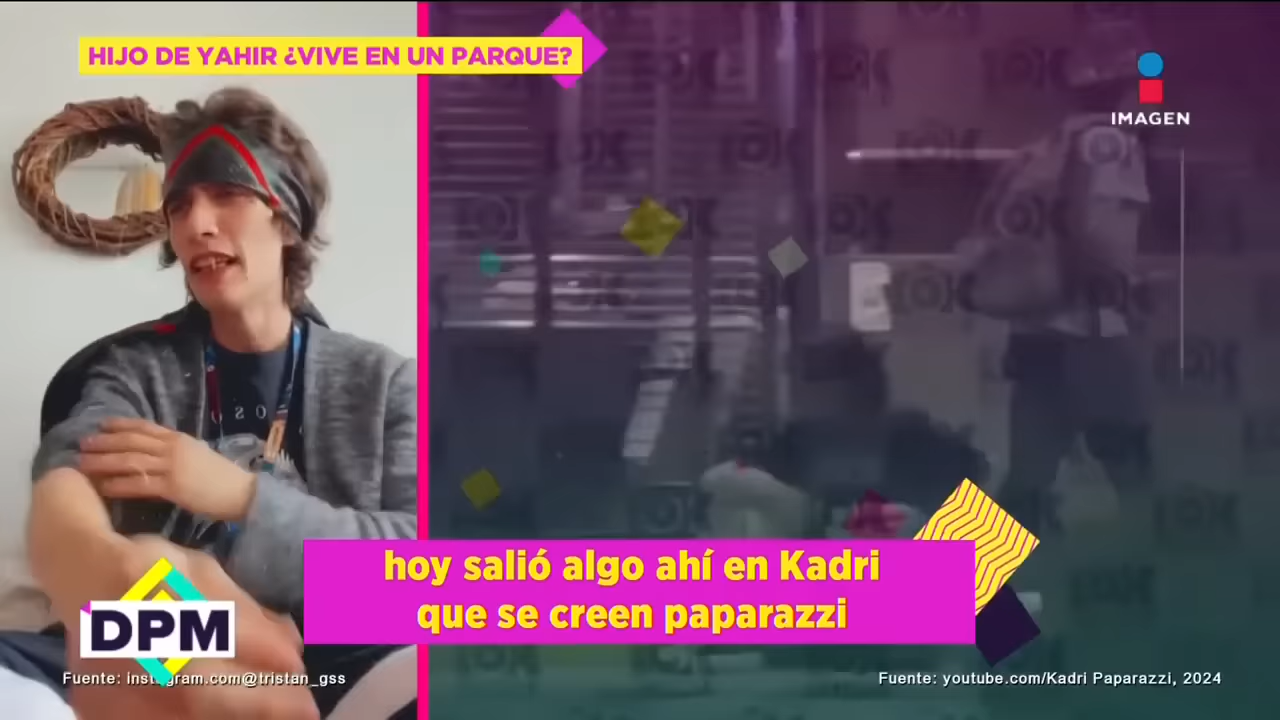 HIJO DE YAHIR ¿VIVE EN UN PARQUE?
IMAGEN
hoy salió algo ahí en Kadri
que se creen paparazzi
DPM
Fuente: instagram.com@tristan_gss
Fuente: youtube.com/Kadri Paparazzi, 2024